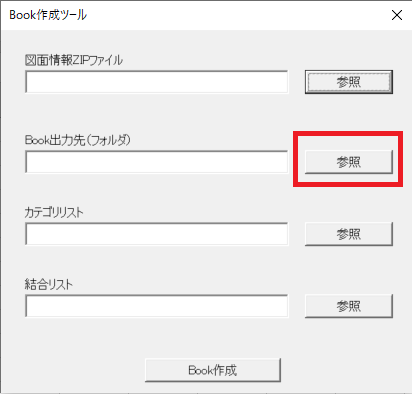 Book作成ツール
図面情報ZIPファイル
参照
Book出力先(フォルダ)
参照
カテゴリスト
参照
結合リスト
参照
Book作成